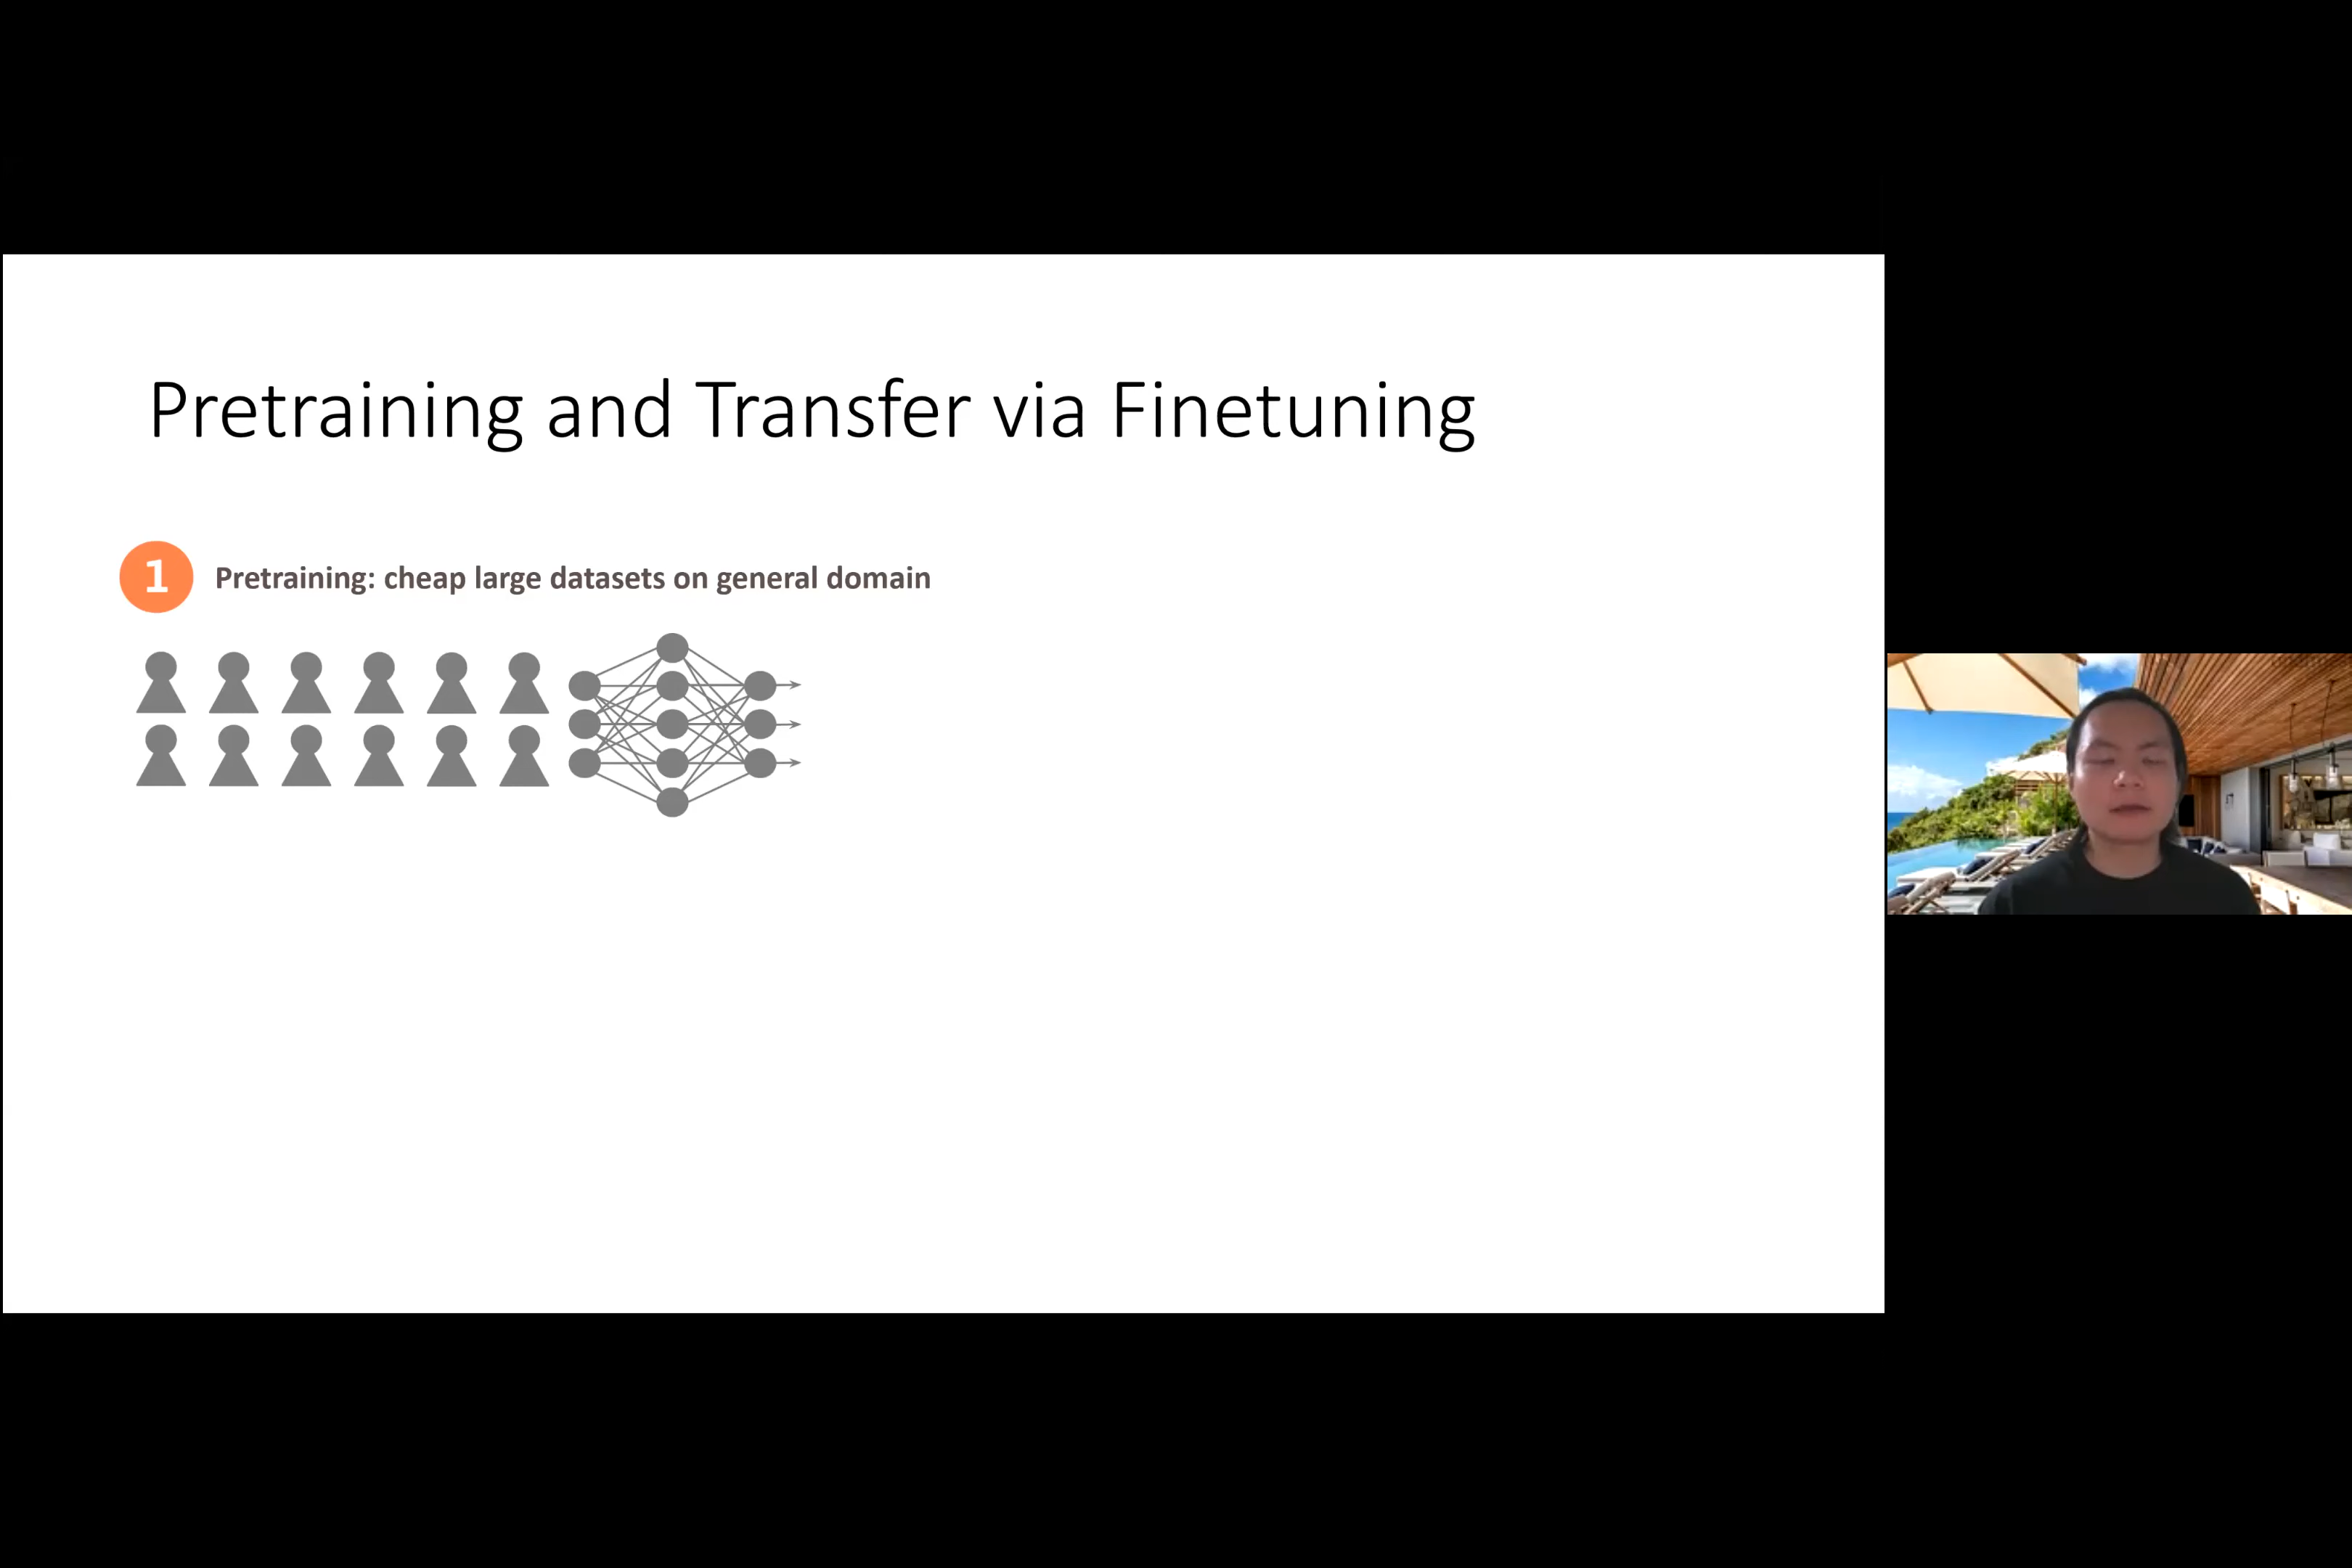 Pretraining and Transfer via Finetuning
1 Pretraining: cheap large datasets on general domain